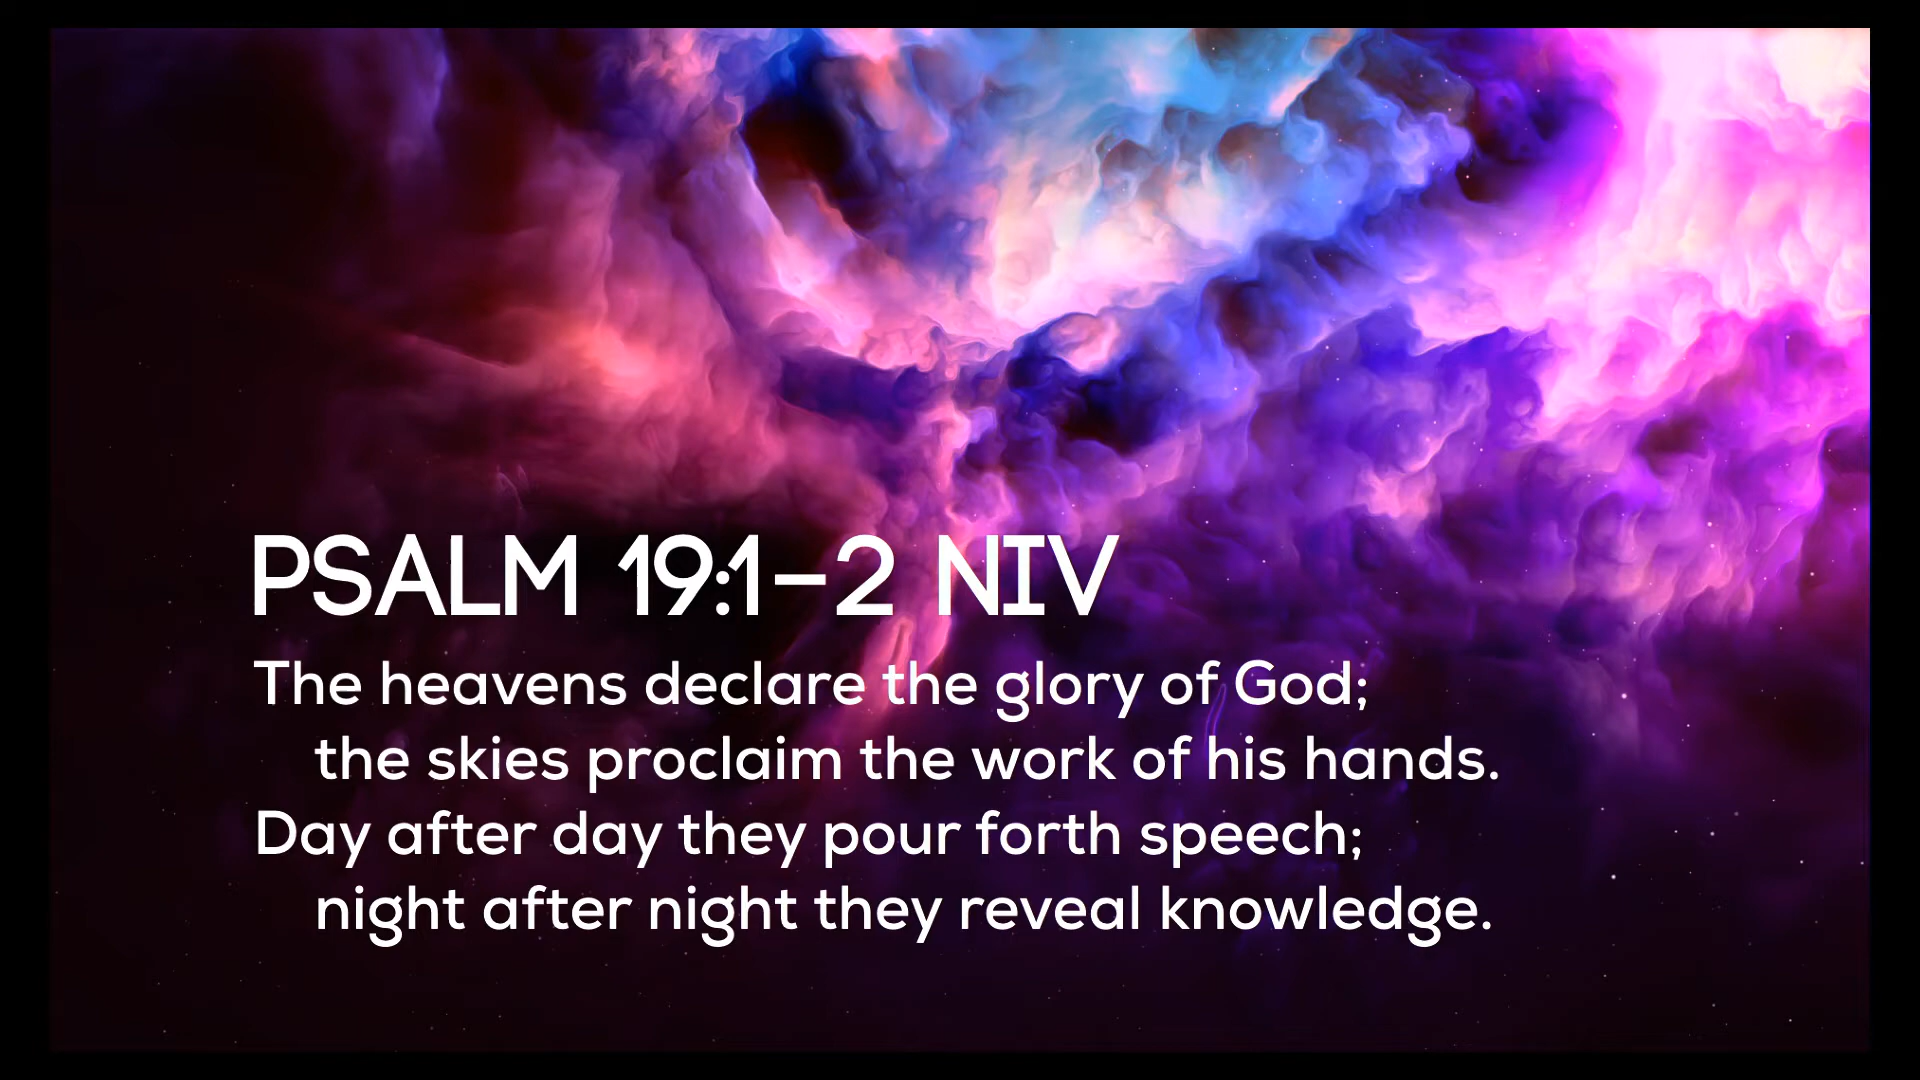 PSALM 19:1–2 NIV
The heavens declare the glory of God;
the skies proclaim the work of his hands.
Day after day they pour forth speech;
night after night they reveal knowledge.